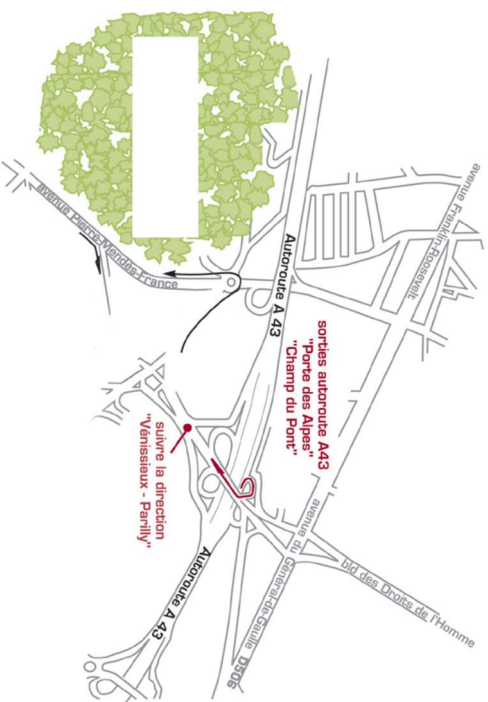 avenue Franklin-Roosevelt
avenue Pierre-Mendès-France
Autoroute A 43
sorties autoroute A43
"Porte des Alpes"
"Champ du Pont"
suivre la direction
"Vénissieux - Parilly"
avenue du Général-de-Gaulle D506
bld des Droits de l'Homme
Autoroute A 43